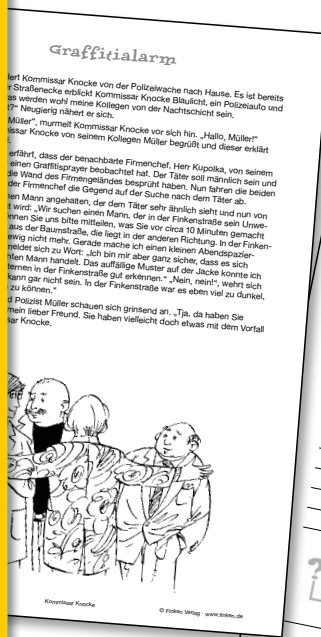 Graffitialarm
dert Kommissar Knocke von der Polizeiwache nach Hause. Es ist bereits
r Straßenecke erblickt Kommissar Knocke Blaulicht, ein Polizeiauto und
as werden wohl meine Kollegen von der Nachtschicht sein.
t?" Neugierig nähert er sich.
Müller", murmelt Kommissar Knocke vor sich hin. „Hallo, Müller!"
issar Knocke von seinem Kollegen Müller begrüßt und dieser erklärt
erfährt, dass der benachbarte Firmenchef, Herr Kupolka, von seinem
einen Graffitisprayer beobachtet hat. Der Täter soll männlich sein und
die Wand des Firmengeländes besprüht haben. Nun fahren die beiden
der Firmenchef die Gegend auf der Suche nach dem Täter ab.
en Mann angehalten, der dem Täter sehr ähnlich sieht und nun von
t wird: „Wir suchen einen Mann, der in der Finkenstraße sein Unwe-
nnen Sie uns bitte mitteilen, was Sie vor circa 10 Minuten gemacht
aus der Baumstraße, die liegt in der anderen Richtung. In der Finken-
ewig nicht mehr. Gerade mache ich einen kleinen Abendspazier-
meldet sich zu Wort: „Ich bin mir aber ganz sicher, dass es sich
hten Mann handelt. Das auffällige Muster auf der Jacke konnte ich
ternen in der Finkenstraße gut erkennen." „Nein, nein!", wehrt sich
kann gar nicht sein. In der Finkenstraße war es eben viel zu dunkel,
zu können."
d Polizist Müller schauen sich grinsend an. „Tja, da haben Sie
mein lieber Freund. Sie haben vielleicht doch etwas mit dem Vorfall
sar Knocke.
Kommissar Knocke
© Finken Verlag · www.finken.de
?